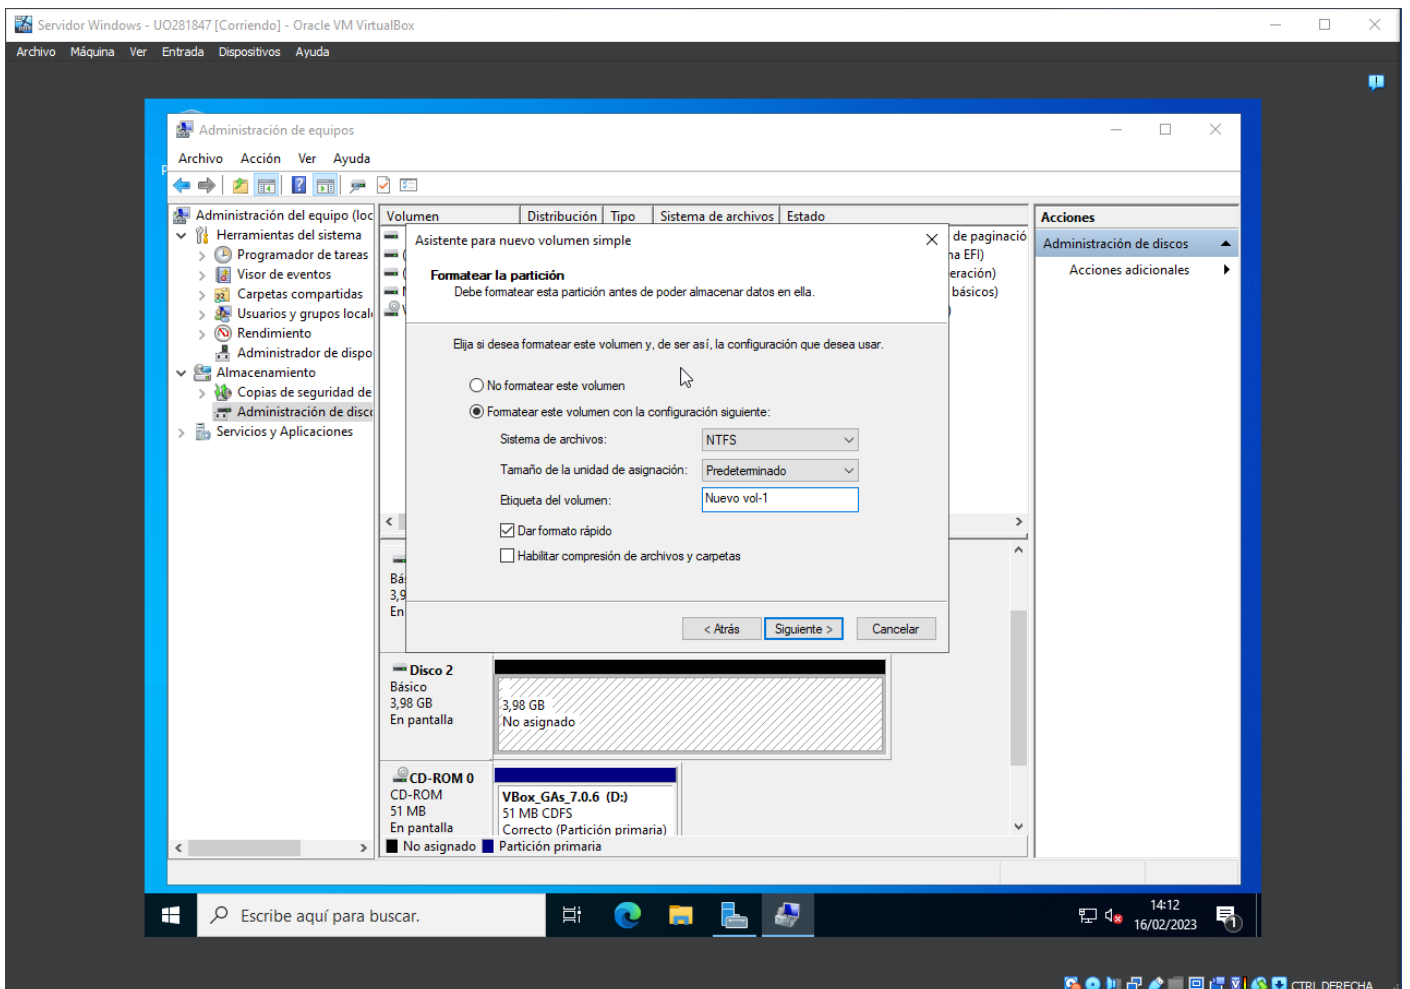 Servidor Windows - UO281847 [Corriendo] - Oracle VM VirtualBox
Archivo Máquina Ver Entrada Dispositivos Ayuda
Administración de equipos
Archivo Acción Ver Ayuda
Administración del equipo (loc
Herramientas del sistema
Programador de tareas
Visor de eventos
Carpetas compartidas
Usuarios y grupos local
Rendimiento
Administrador de dispo
Almacenamiento
Copias de seguridad de
Administración de disco
Servicios y Aplicaciones
Volumen Distribución Tipo Sistema de archivos Estado
de paginació
na EFI)
eración)
básicos)
Asistente para nuevo volumen simple
Formatear la partición
Debe formatear esta partición antes de poder almacenar datos en ella.
Elija si desea formatear este volumen y, de ser así, la configuración que desea usar.
No formatear este volumen
Formatear este volumen con la configuración siguiente:
Sistema de archivos: NTFS
Tamaño de la unidad de asignación: Predeterminado
Etiqueta del volumen: Nuevo vol-1
Dar formato rápido
Habilitar compresión de archivos y carpetas
< Atrás Siguiente > Cancelar
Bá
3,9
En
Disco 2
Básico
3,98 GB
En pantalla
3,98 GB
No asignado
CD-ROM 0
CD-ROM
51 MB
En pantalla
VBox_GAs_7.0.6 (D:)
51 MB CDFS
Correcto (Partición primaria)
No asignado Partición primaria
Acciones
Administración de discos
Acciones adicionales
Escribe aquí para buscar.
14:12
16/02/2023
1
CTRL DERECHA